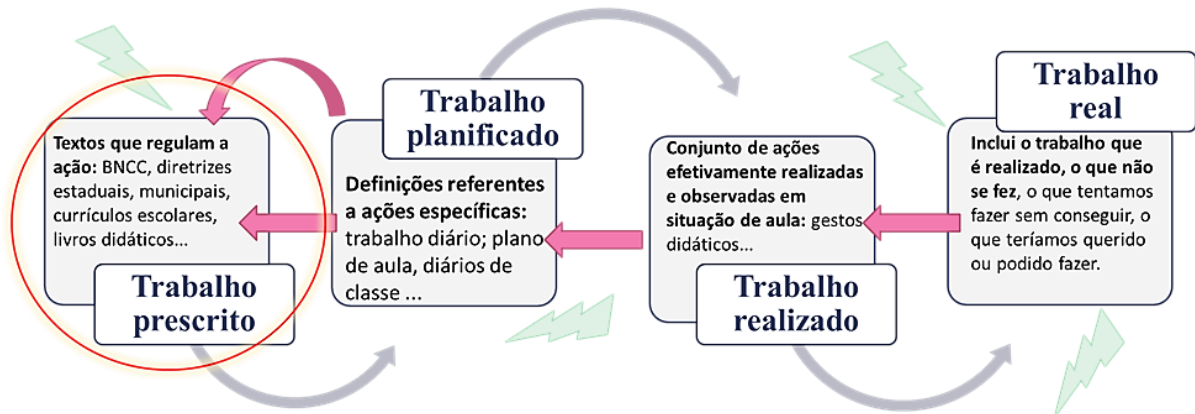 Textos que regulam a
ação: BNCC, diretrizes
estaduais, municipais,
currículos escolares,
livros didáticos...
Trabalho
prescrito
Trabalho
planificado
Definições referentes
a ações específicas:
trabalho diário; plano
de aula, diários de
classe ...
Conjunto de ações
efetivamente realizadas
e observadas em
situação de aula: gestos
didáticos...
Trabalho
realizado
Trabalho
real
Inclui o trabalho que
é realizado, o que não
se fez, o que tentamos
fazer sem conseguir, o
que teríamos querido
ou podido fazer.